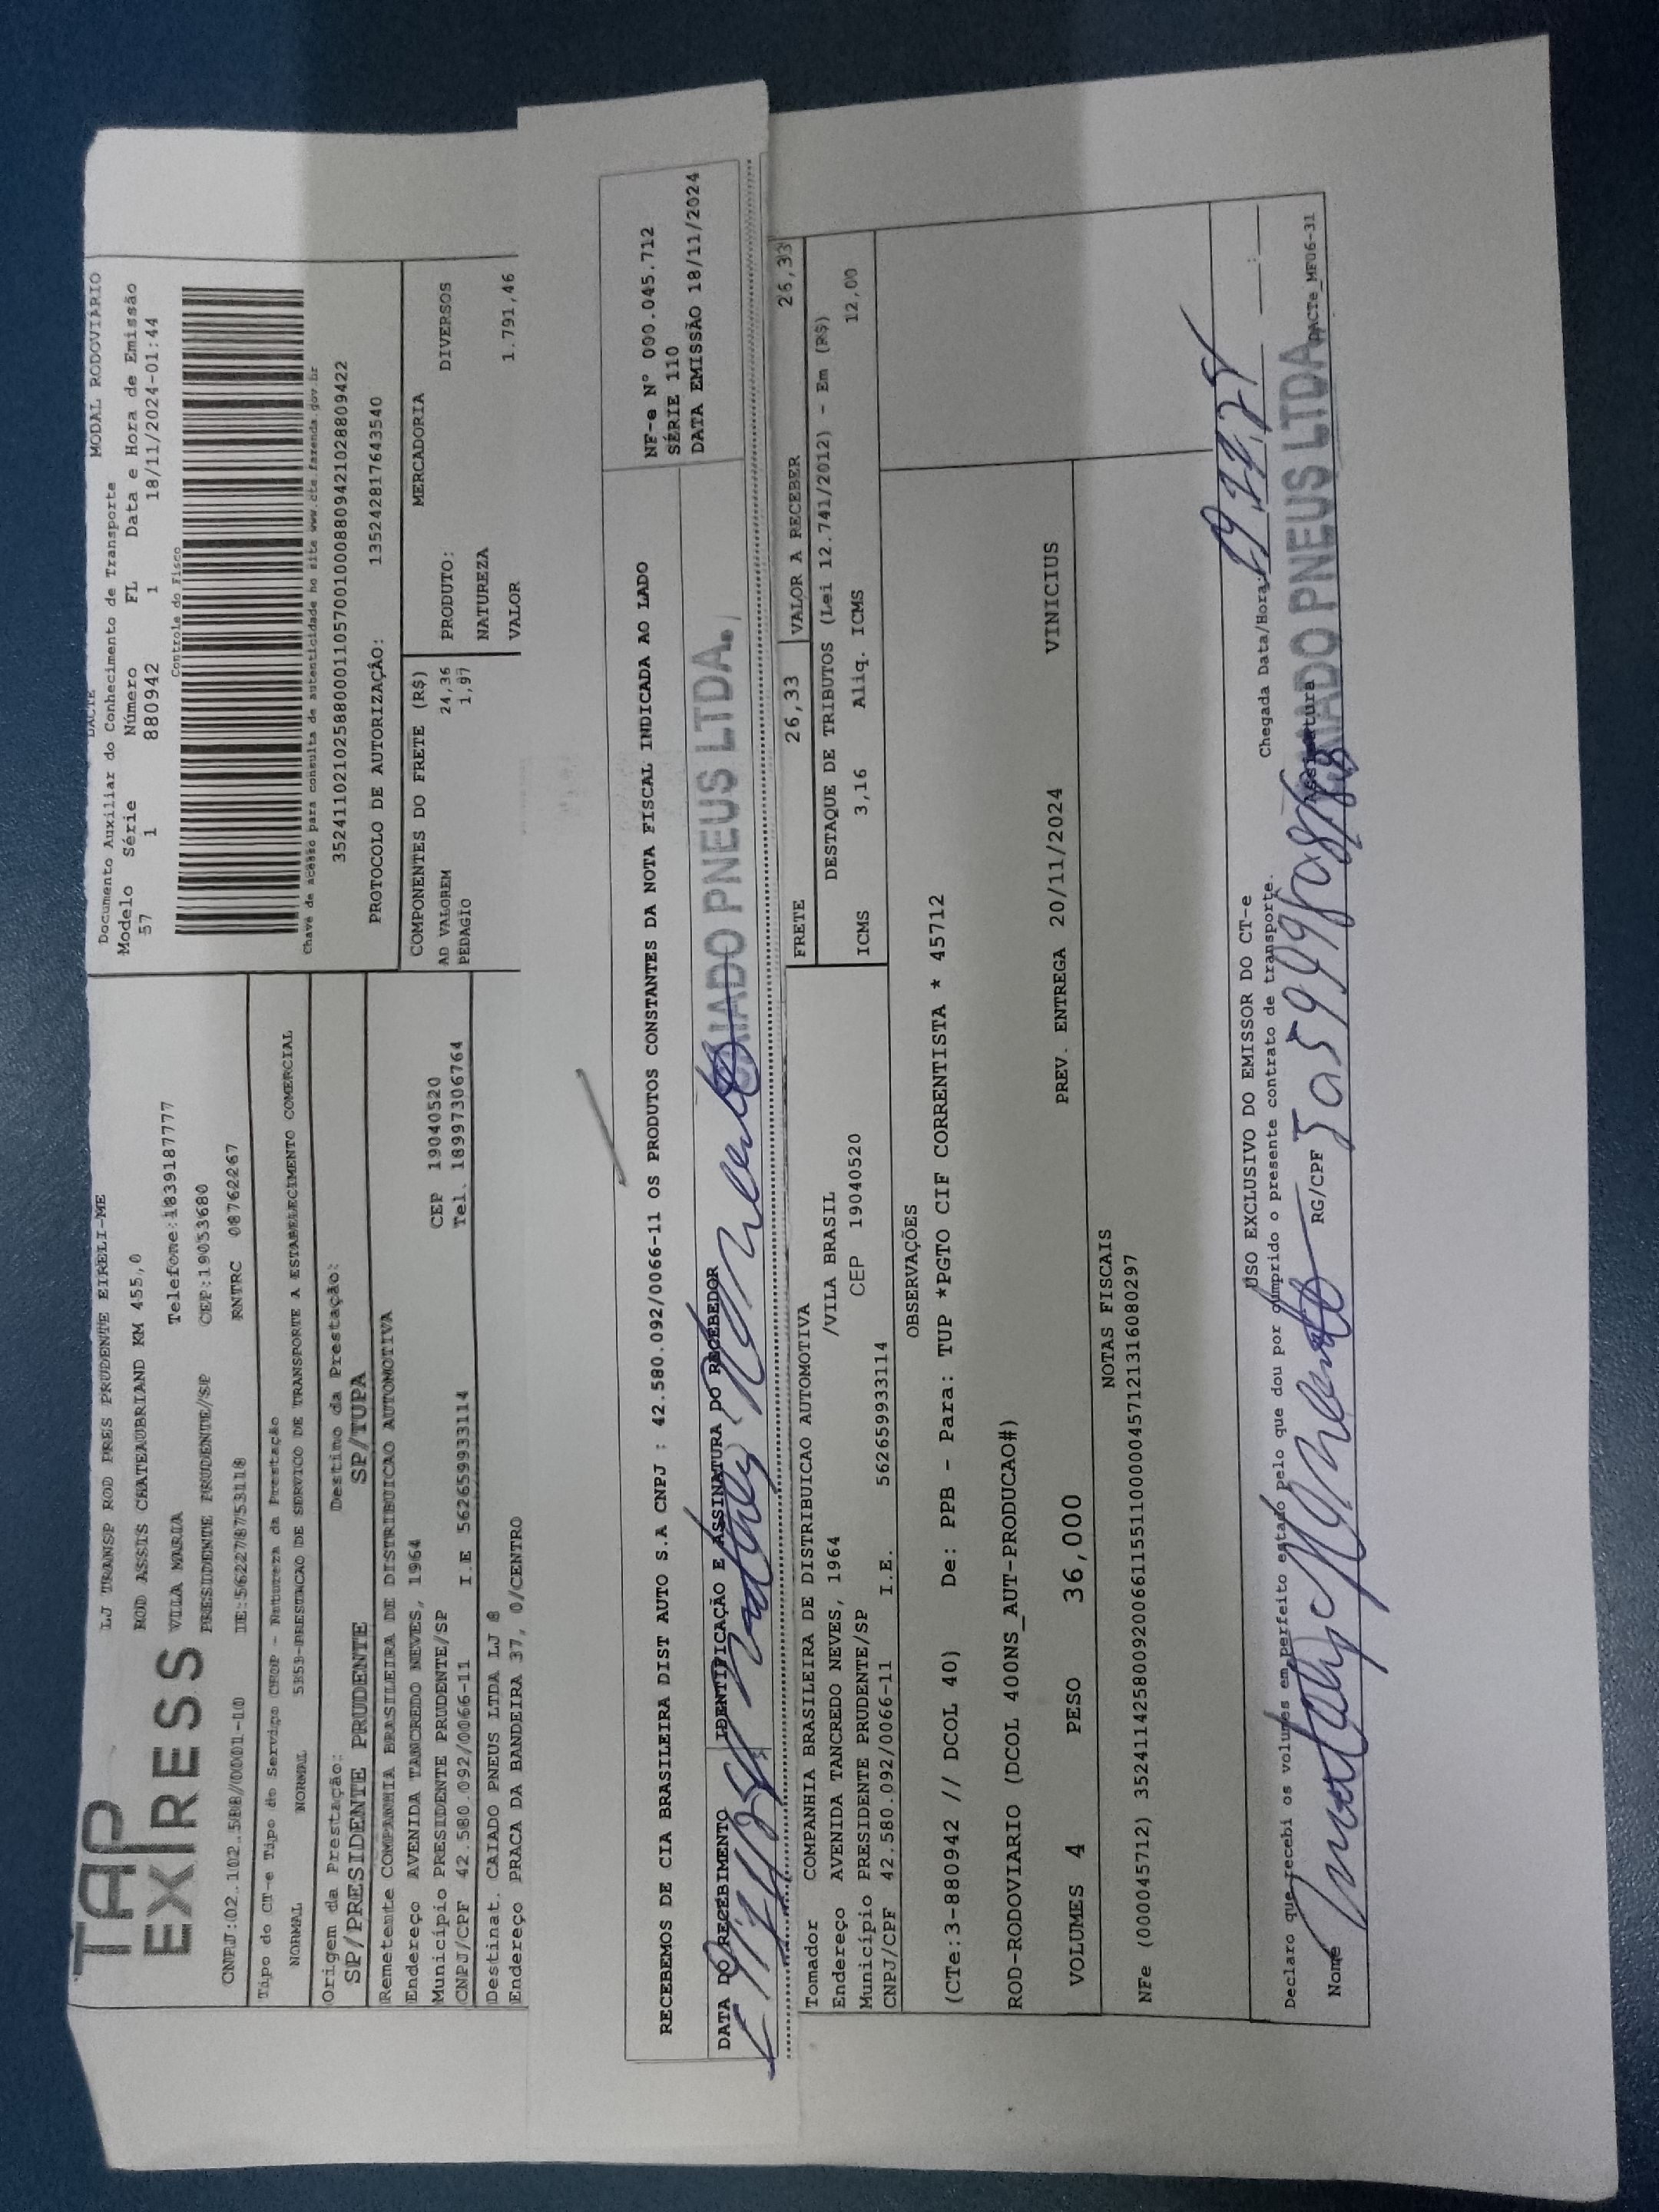 TAP
EXPRESS
LJ TRANSP ROD PRES PRUDENTE EIRELI-ME
ROD ASSIS CHATEAUBRIAND KM 455,0
VILA MARIA Telefone:1839187777
PRESIDENTE PRUDENTE/SP CEP:19053680
CNPJ:02.102.588/0001-10 IE:562278753118 RNTRC 08762267
DACTE MODAL RODOVIÁRIO
Documento Auxiliar do Conhecimento de Transporte
Modelo Série Número FL Data e Hora de Emissão
57 1 880942 1 18/11/2024-01:44
Controle do Fisco
Chave de acesso para consulta de autenticidade no site www.cte.fazenda.gov.br
35241102102588000110570010008809421028809422
PROTOCOLO DE AUTORIZAÇÃO: 135242817643540
Tipo do CT-e Tipo do Serviço CFOP - Natureza da Prestação
NORMAL NORMAL 5353-PRESTACAO DE SERVICO DE TRANSPORTE A ESTABELECIMENTO COMERCIAL
Origem da Prestação: Destino da Prestação:
SP/PRESIDENTE PRUDENTE SP/TUPA
Remetente COMPANHIA BRASILEIRA DE DISTRIBUICAO AUTOMOTIVA
Endereço AVENIDA TANCREDO NEVES, 1964
Município PRESIDENTE PRUDENTE/SP CEP 19040520
CNPJ/CPF 42.580.092/0066-11 I.E 562659933114 Tel. 18997306764
Destinat. CAIADO PNEUS LTDA LJ 8
Endereço PRACA DA BANDEIRA 37, 0/CENTRO
COMPONENTES DO FRETE (R$) MERCADORIA
AD VALOREM 24,36 PRODUTO: DIVERSOS
PEDAGIO 1,97
NATUREZA
VALOR 1.791,46
RECEBEMOS DE CIA BRASILEIRA DIST AUTO S.A CNPJ : 42.580.092/0066-11 OS PRODUTOS CONSTANTES DA NOTA FISCAL INDICADA AO LADO
NF-e N° 000.045.712
SÉRIE 110
DATA EMISSÃO 18/11/2024
DATA DO RECEBIMENTO IDENTIFICAÇÃO E ASSINATURA DO RECEBEDOR
CAIADO PNEUS LTDA.
FRETE 26,33 VALOR A RECEBER 26,33
Tomador COMPANHIA BRASILEIRA DE DISTRIBUICAO AUTOMOTIVA
Endereço AVENIDA TANCREDO NEVES, 1964 /VILA BRASIL
Município PRESIDENTE PRUDENTE/SP CEP 19040520
CNPJ/CPF 42.580.092/0066-11 I.E. 562659933114
DESTAQUE DE TRIBUTOS (Lei 12.741/2012) - Em (R$)
ICMS 3,16 Aliq. ICMS 12,00
OBSERVAÇÕES
(CTe:3-880942 // DCOL 40) De: PPB - Para: TUP *PGTO CIF CORRENTISTA * 45712
ROD-RODOVIARIO (DCOL 400NS_AUT-PRODUCAO#)
VOLUMES 4 PESO 36,000 PREV. ENTREGA 20/11/2024 VINICIUS
NOTAS FISCAIS
NFe (000045712) 35241142580092006611551100000457121316080297
USO EXCLUSIVO DO EMISSOR DO CT-e
Declaro que recebi os volumes em perfeito estado pelo que dou por cumprido o presente contrato de transporte.
Chegada Data/Hora
Nome RG/CPF Assinatura
CAIADO PNEUS LTDA.
DACTe_MF06-31